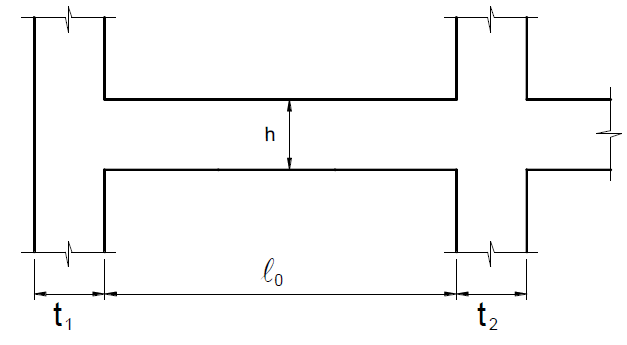 h
ℓ₀
t₁
t₂